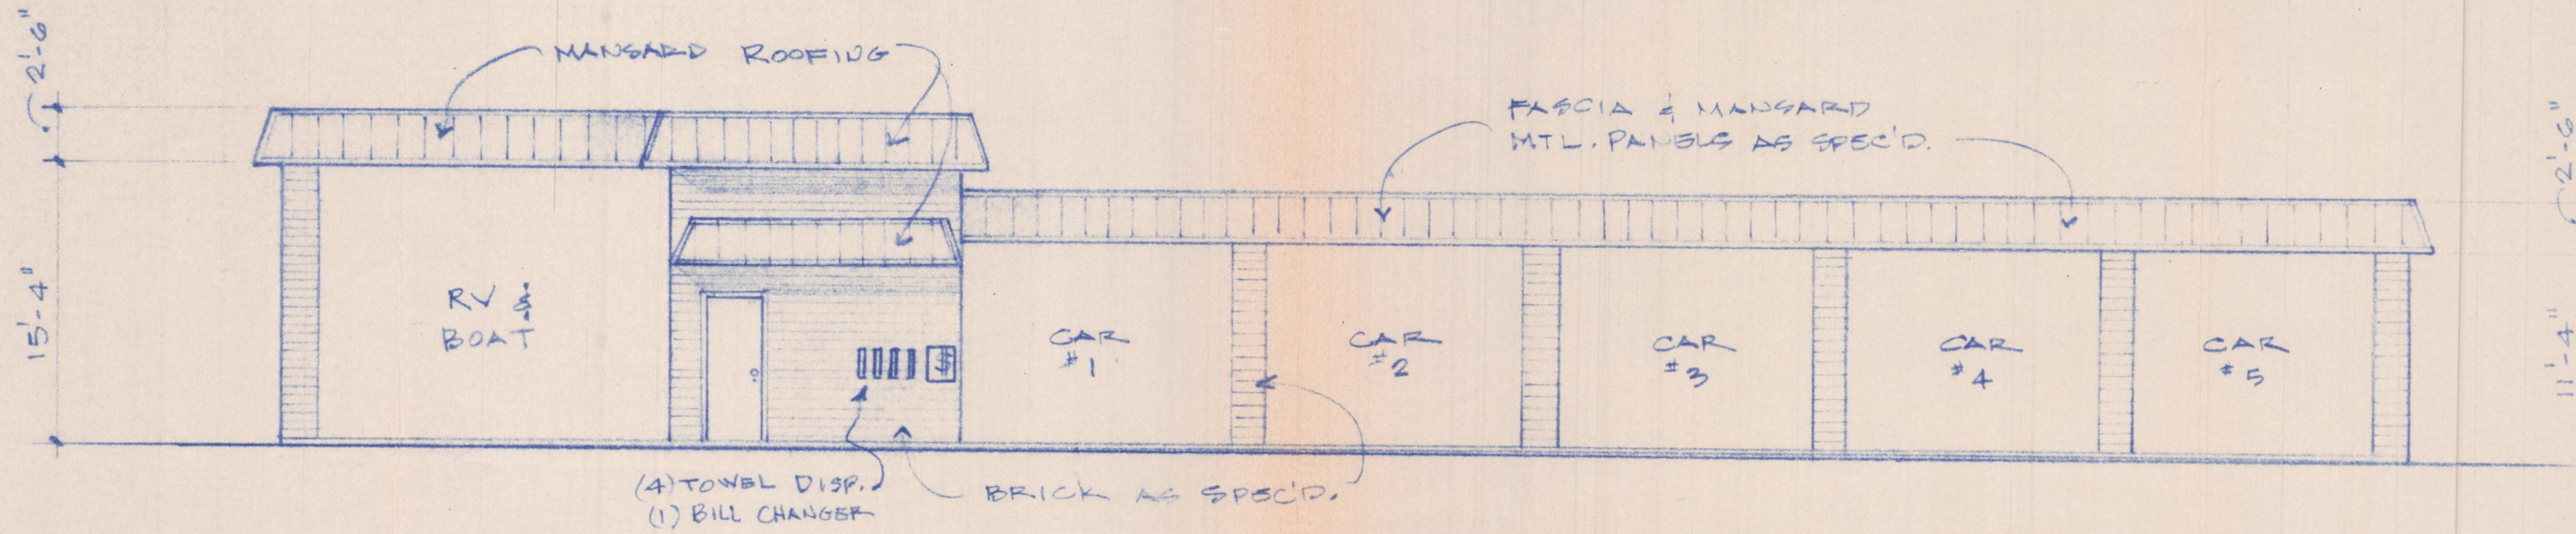 2'-6"
MANSARD ROOFING
FASCIA & MANSARD
MTL. PANELS AS SPEC'D.
2'-6"
15'-4"
RV &
BOAT
$
CAR
#1
CAR
#2
CAR
#3
CAR
#4
CAR
#5
11'-4"
(4) TOWEL DISP.
(1) BILL CHANGER
BRICK AS SPEC'D.